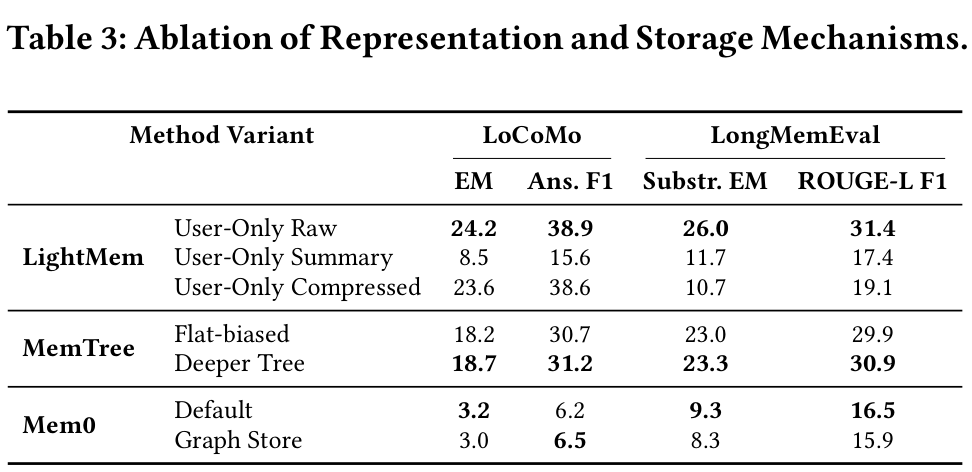 Table 3: Ablation of Representation and Storage Mechanisms.
Method Variant LoCoMo LongMemEval
EM Ans. F1 Substr. EM ROUGE-L F1
LightMem
User-Only Raw 24.2 38.9 26.0 31.4
User-Only Summary 8.5 15.6 11.7 17.4
User-Only Compressed 23.6 38.6 10.7 19.1
MemTree
Flat-biased 18.2 30.7 23.0 29.9
Deeper Tree 18.7 31.2 23.3 30.9
Mem0
Default 3.2 6.2 9.3 16.5
Graph Store 3.0 6.5 8.3 15.9